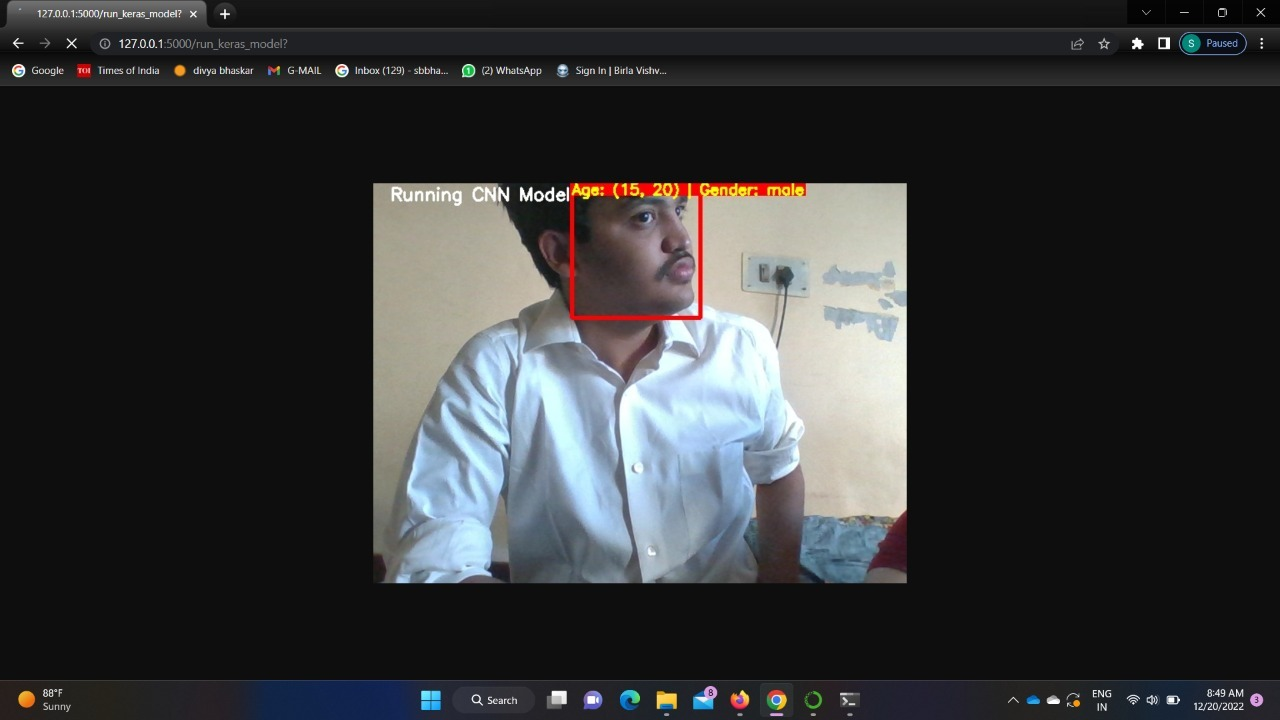 127.0.0.1:5000/run_keras_model?
127.0.0.1:5000/run_keras_model?
S Paused
Google TOI Times of India divya bhaskar G-MAIL Inbox (129) - sbbha... (2) WhatsApp Sign In | Birla Vishv...
Running CNN Model Age: (15, 20) | Gender: male
88°F
Sunny
Search
8
ENG
IN
8:49 AM
12/20/2022
3